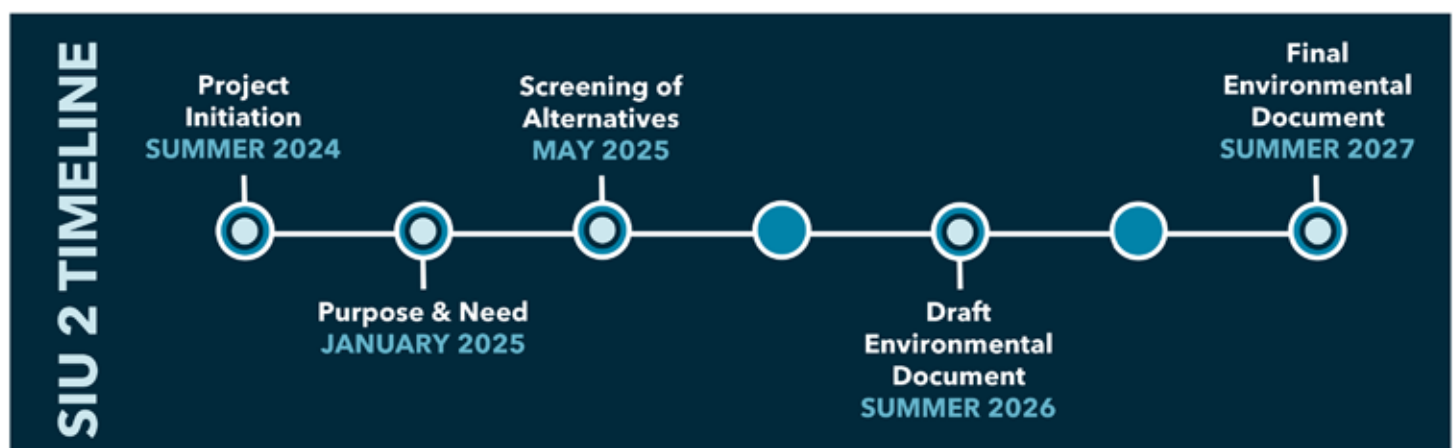 SIU 2 TIMELINE
Project
Initiation
SUMMER 2024
Purpose & Need
JANUARY 2025
Screening of
Alternatives
MAY 2025
Draft
Environmental
Document
SUMMER 2026
Final
Environmental
Document
SUMMER 2027